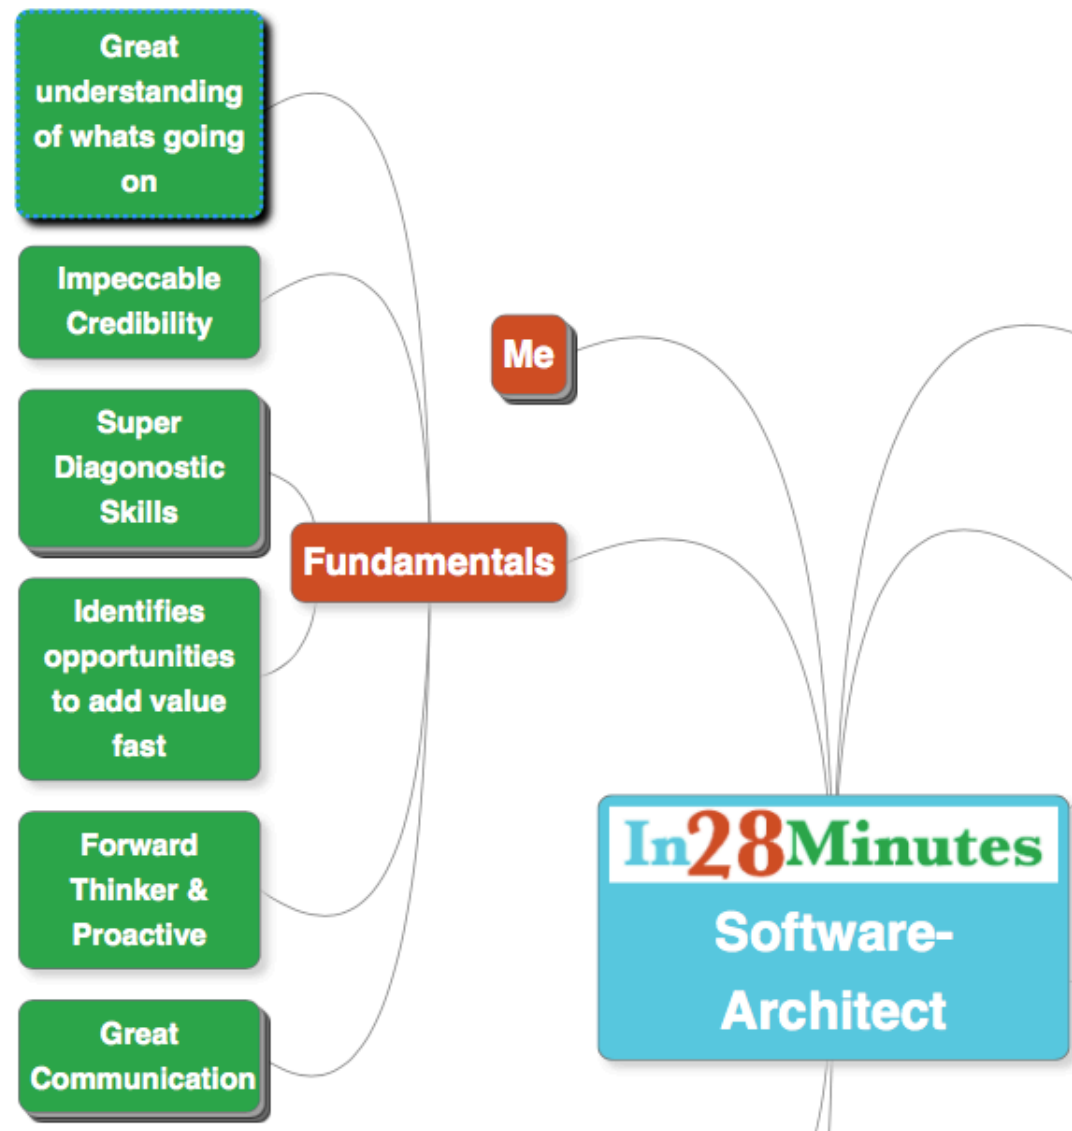 Great
understanding
of whats going
on
Impeccable
Credibility
Super
Diagonostic
Skills
Identifies
opportunities
to add value
fast
Forward
Thinker &
Proactive
Great
Communication
Me
Fundamentals
In28Minutes
Software-
Architect